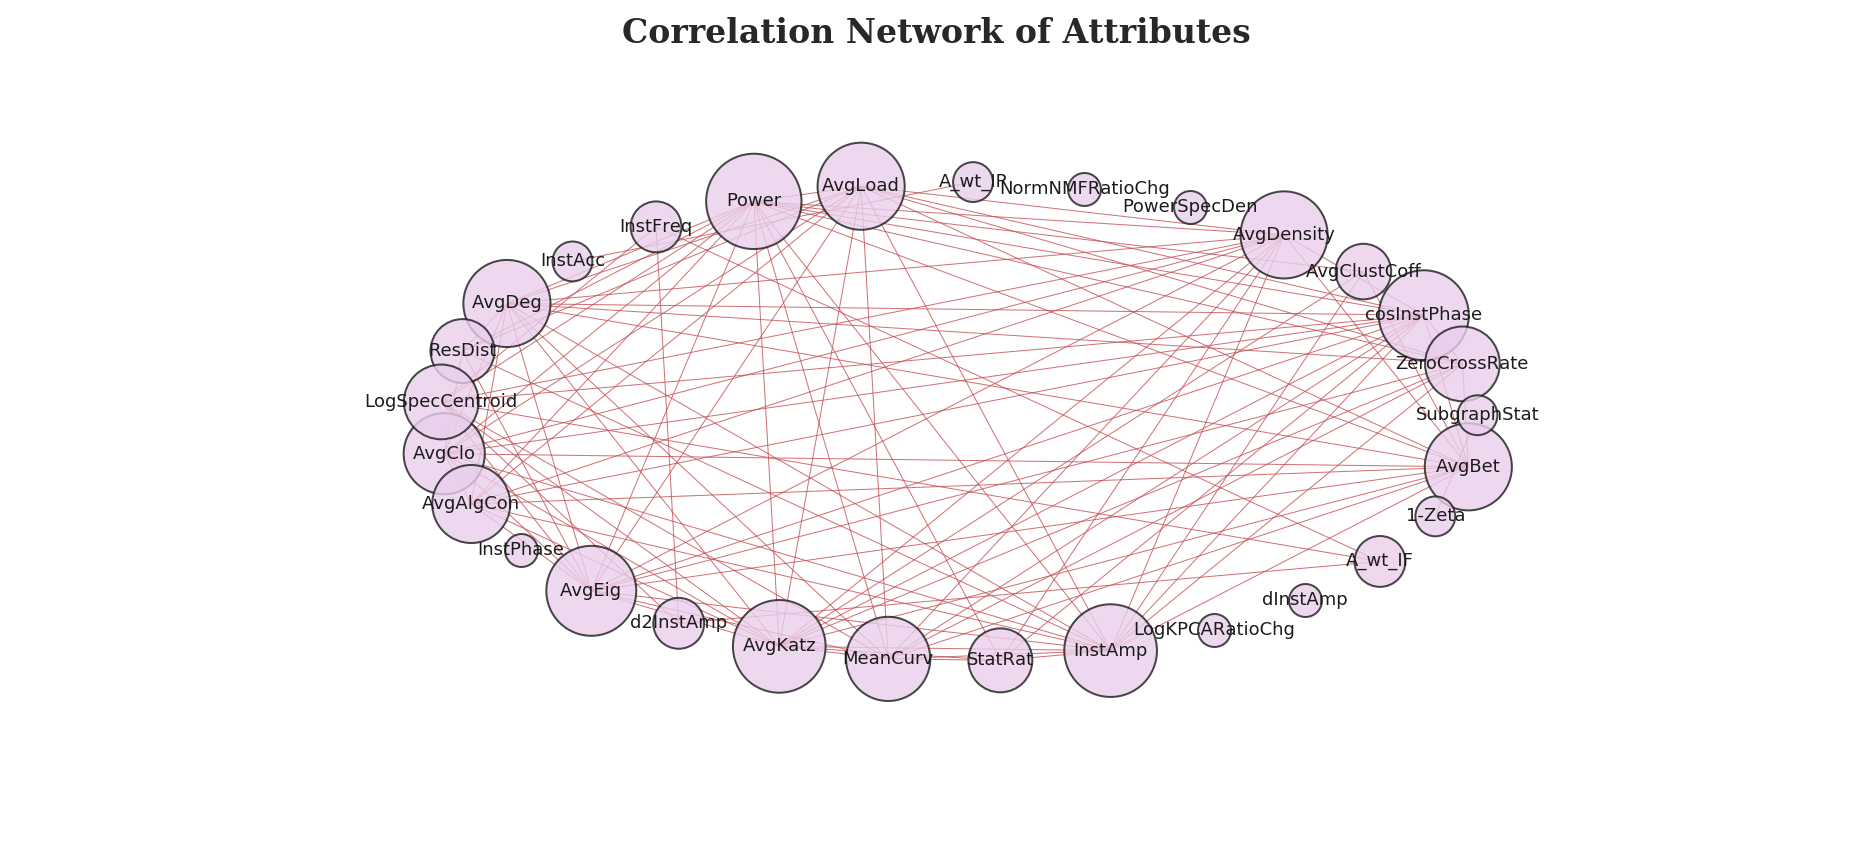 Correlation Network of Attributes
A_wt_IR
AvgLoad
NormNMFRatioChg
Power
PowerSpecDen
InstFreq
AvgDensity
InstAcc
AvgClustCoff
AvgDeg
cosInstPhase
ResDist
ZeroCrossRate
LogSpecCentroid
SubgraphStat
AvgClo
AvgBet
AvgAlgCon
1-Zeta
InstPhase
A_wt_IF
AvgEig
dInstAmp
d2InstAmp
LogKPCARatioChg
AvgKatz
InstAmp
MeanCurv
StatRat